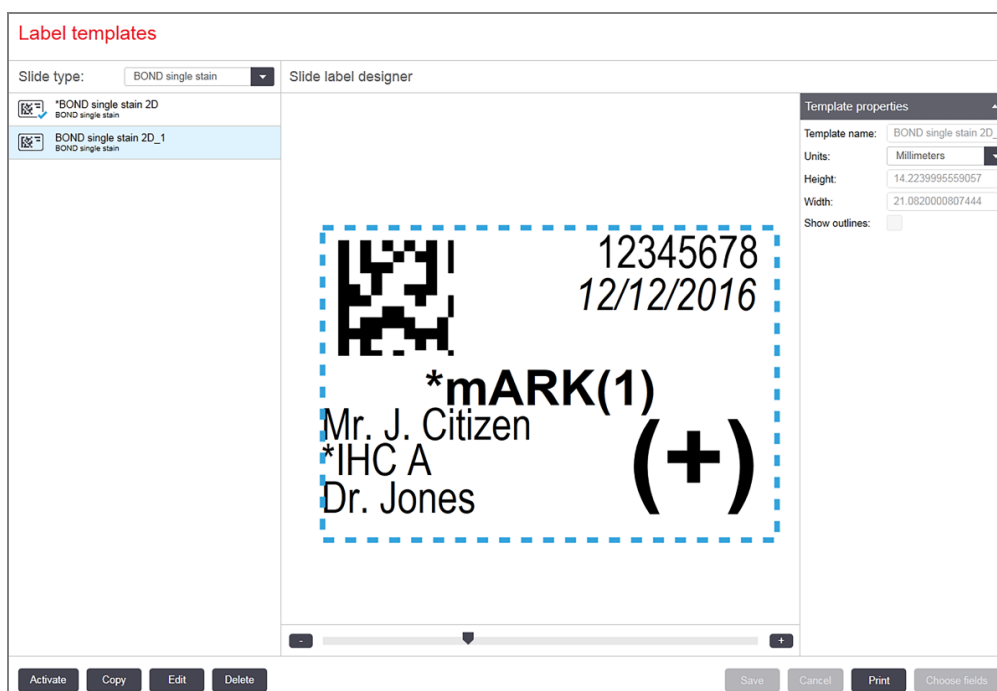 Label templates
Slide type:
BOND single stain
Slide label designer
*BOND single stain 2D
BOND single stain
BOND single stain 2D_1
BOND single stain
Template properties
Template name:
BOND single stain 2D_
Units:
Millimeters
Height:
14.2239995559057
Width:
21.0820000807444
Show outlines:
12345678
12/12/2016
*mARK(1)
Mr. J. Citizen
*IHC A
Dr. Jones
(+)
-
+
Activate
Copy
Edit
Delete
Save
Cancel
Print
Choose fields